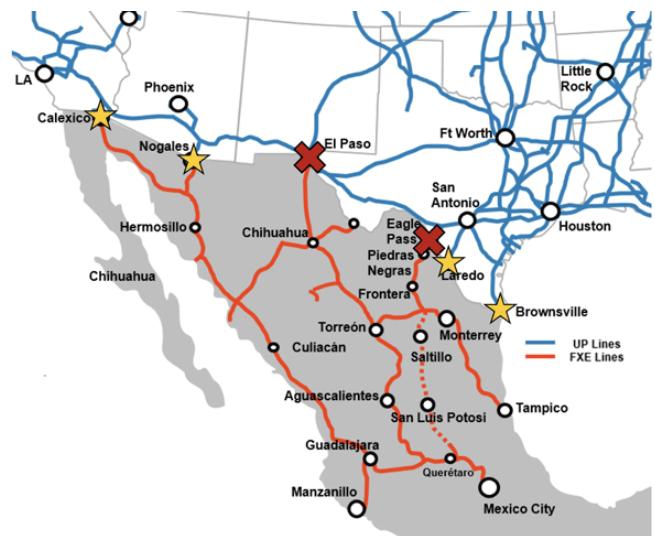 LA
Phoenix
Little
Rock
Calexico
Nogales
El Paso
Ft Worth
San
Antonio
Houston
Hermosillo
Chihuahua
Eagle
Pass
Piedras
Negras
Laredo
Chihuahua
Frontera
Brownsville
Torreón
Monterrey
UP Lines
FXE Lines
Culiacán
Saltillo
Aguascalientes
San Luis Potosi
Tampico
Guadalajara
Querétaro
Manzanillo
Mexico City